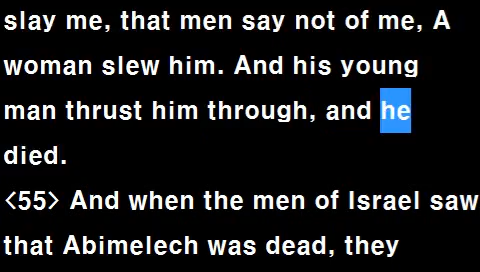 slay me, that men say not of me, A
woman slew him. And his young
man thrust him through, and he
died.
<55> And when the men of Israel saw
that Abimelech was dead, they